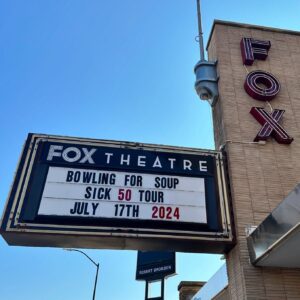 FOX
FOX THEATRE
BOWLING FOR SOUP
SICK 50 TOUR
JULY 17TH 2024